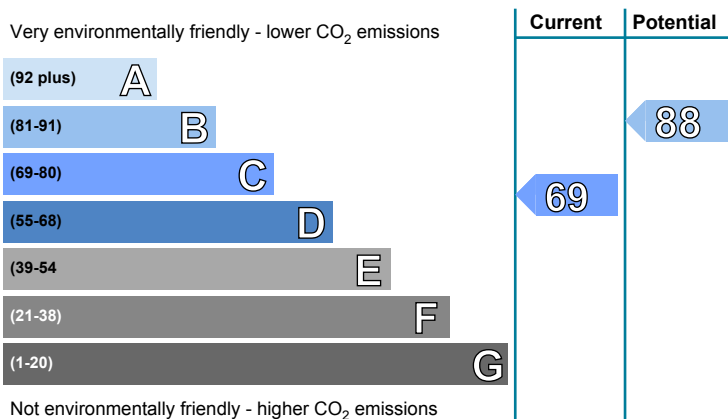 Current Potential
Very environmentally friendly - lower CO2 emissions
(92 plus) A
(81-91) B
88
(69-80) C
69
(55-68) D
(39-54 E
(21-38) F
(1-20) G
Not environmentally friendly - higher CO2 emissions